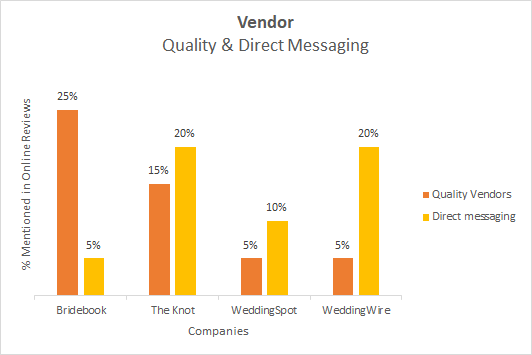 Vendor
Quality & Direct Messaging
% Mentioned in Online Reviews
25%
5%
15%
20%
5%
10%
5%
20%
Quality Vendors
Direct messaging
Bridebook
The Knot
WeddingSpot
WeddingWire
Companies